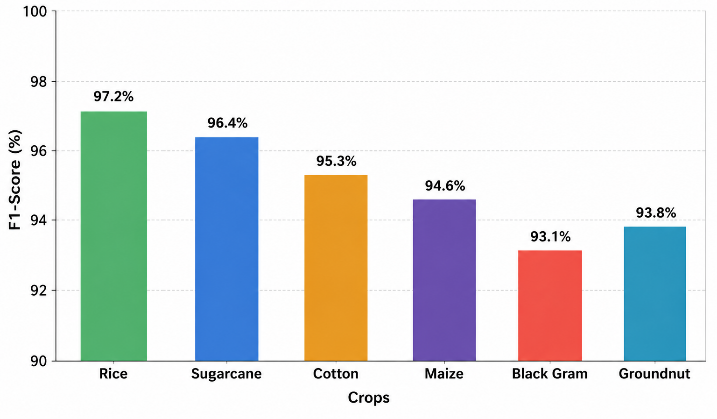 100
98
96
94
92
90
F1-Score (%)
97.2%
96.4%
95.3%
94.6%
93.1%
93.8%
Rice
Sugarcane
Cotton
Maize
Black Gram
Groundnut
Crops